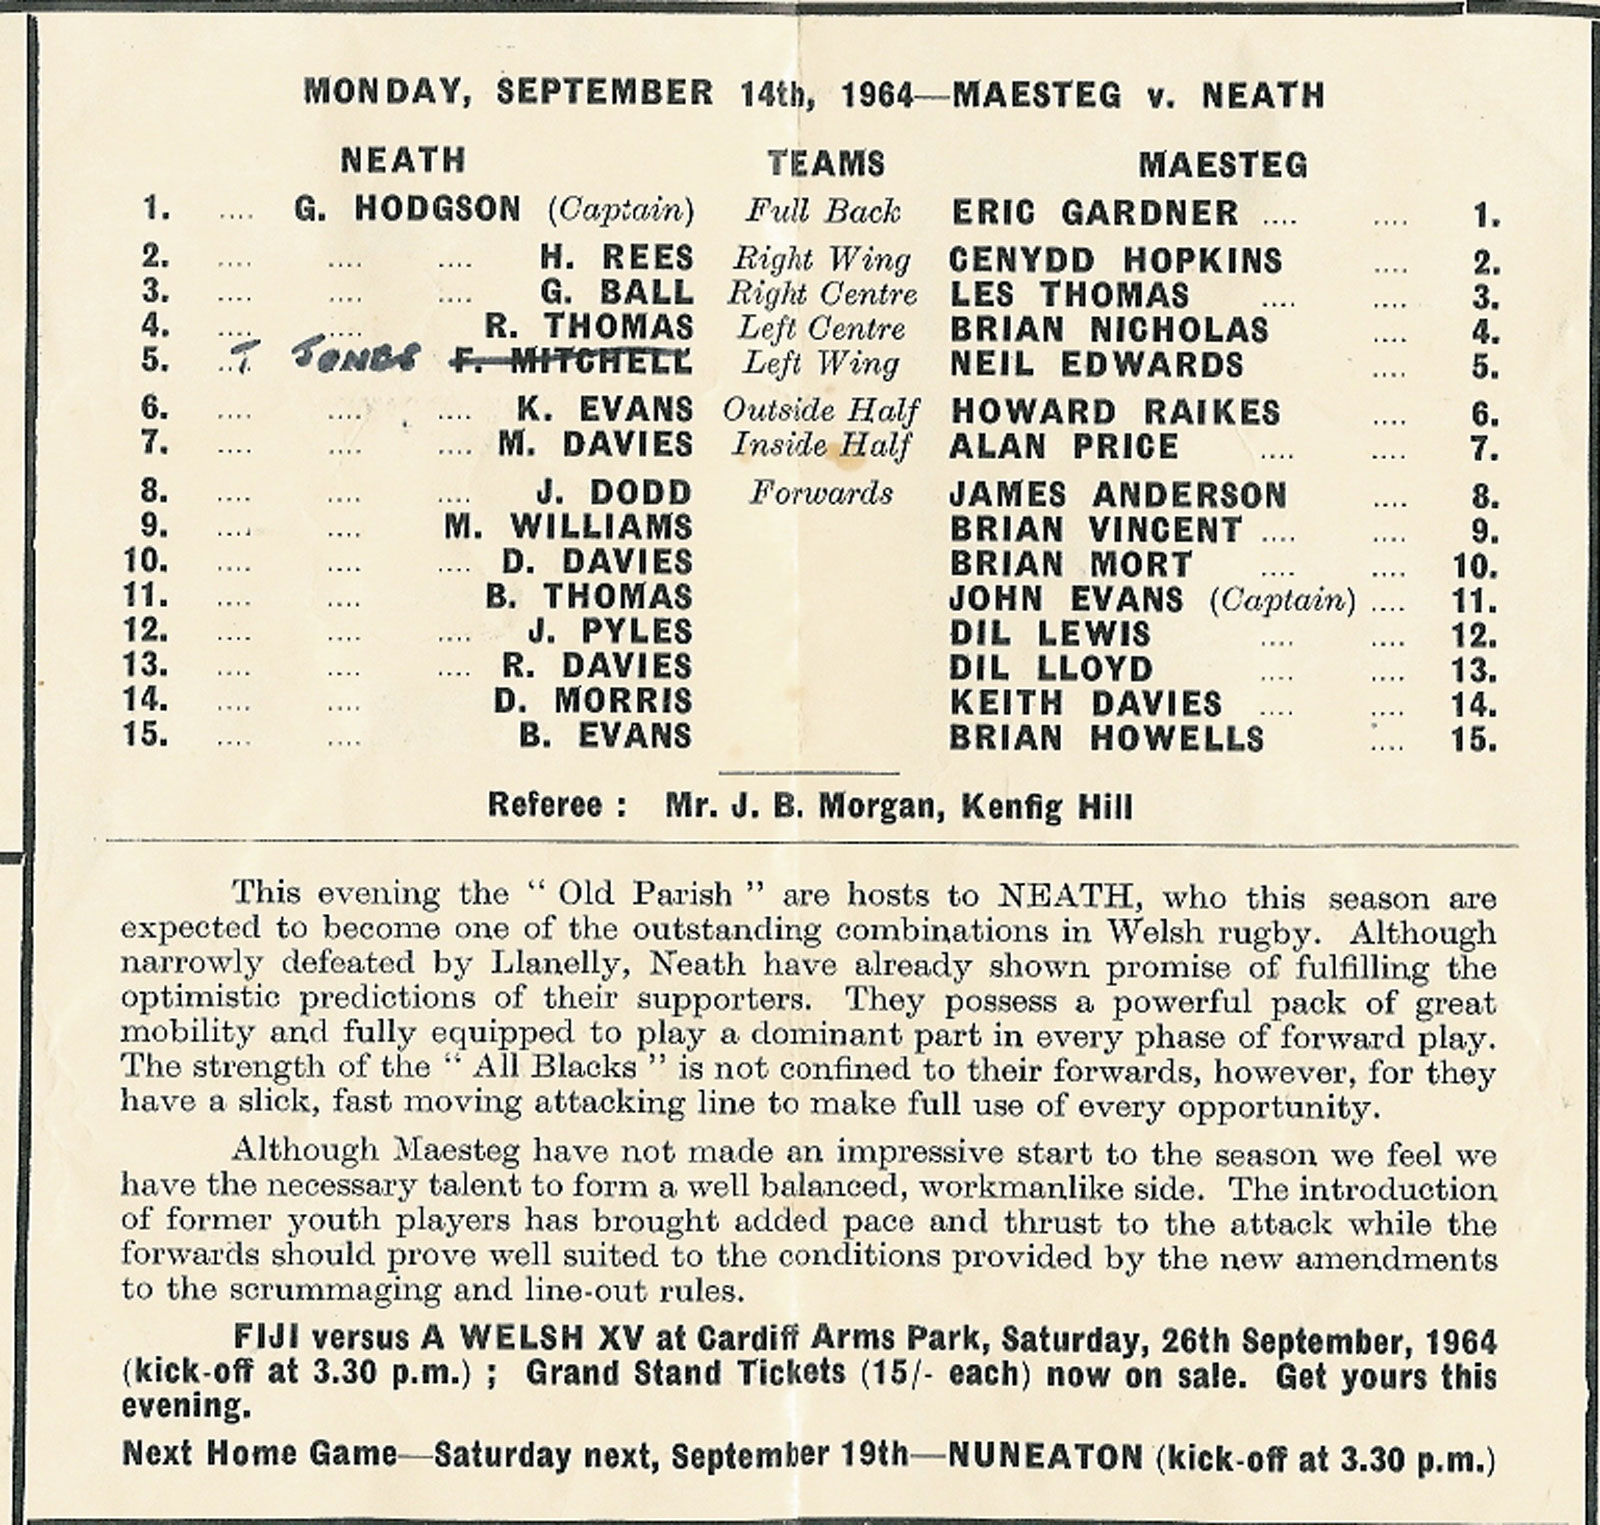 MONDAY, SEPTEMBER 14th, 1964—MAESTEG v. NEATH
NEATH TEAMS MAESTEG
1. .... G. HODGSON (Captain) Full Back ERIC GARDNER .... .... 1.
2. .... .... .... H. REES Right Wing CENYDD HOPKINS .... 2.
3. .... .... .... G. BALL Right Centre LES THOMAS .... .... 3.
4. .... .... R. THOMAS Left Centre BRIAN NICHOLAS .... 4.
5. .... T JONES F. MITCHELL Left Wing NEIL EDWARDS .... 5.
6. .... .... .... K. EVANS Outside Half HOWARD RAIKES .... 6.
7. .... .... .... M. DAVIES Inside Half ALAN PRICE .... .... 7.
8. .... .... .... J. DODD Forwards JAMES ANDERSON .... 8.
9. .... .... M. WILLIAMS BRIAN VINCENT .... .... 9.
10. .... .... .... D. DAVIES BRIAN MORT .... .... 10.
11. .... .... B. THOMAS JOHN EVANS (Captain) .... 11.
12. .... .... .... J. PYLES DIL LEWIS .... .... 12.
13. .... .... .... R. DAVIES DIL LLOYD .... .... 13.
14. .... .... D. MORRIS KEITH DAVIES .... .... 14.
15. .... .... B. EVANS BRIAN HOWELLS .... 15.
Referee : Mr. J. B. Morgan, Kenfig Hill
This evening the “ Old Parish ” are hosts to NEATH, who this season are
expected to become one of the outstanding combinations in Welsh rugby. Although
narrowly defeated by Llanelly, Neath have already shown promise of fulfilling the
optimistic predictions of their supporters. They possess a powerful pack of great
mobility and fully equipped to play a dominant part in every phase of forward play.
The strength of the “ All Blacks ” is not confined to their forwards, however, for they
have a slick, fast moving attacking line to make full use of every opportunity.
Although Maesteg have not made an impressive start to the season we feel we
have the necessary talent to form a well balanced, workmanlike side. The introduction
of former youth players has brought added pace and thrust to the attack while the
forwards should prove well suited to the conditions provided by the new amendments
to the scrummaging and line-out rules.
FIJI versus A WELSH XV at Cardiff Arms Park, Saturday, 26th September, 1964
(kick-off at 3.30 p.m.) ; Grand Stand Tickets (15/- each) now on sale. Get yours this
evening.
Next Home Game—Saturday next, September 19th—NUNEATON (kick-off at 3.30 p.m.)